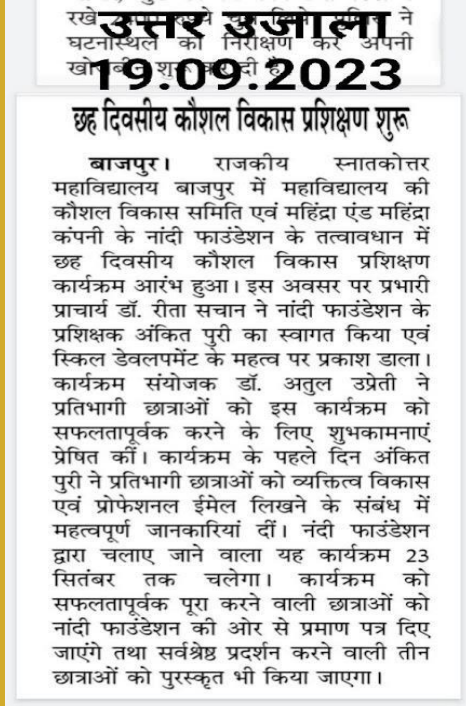 उत्तर उजाला
19.09.2023
घटनास्थल का निरीक्षण कर अपनी
छह दिवसीय कौशल विकास प्रशिक्षण शुरू
बाजपुर। राजकीय स्नातकोत्तर
महाविद्यालय बाजपुर में महाविद्यालय की
कौशल विकास समिति एवं महिंद्रा एंड महिंद्रा
कंपनी के नांदी फाउंडेशन के तत्वावधान में
छह दिवसीय कौशल विकास प्रशिक्षण
कार्यक्रम आरंभ हुआ। इस अवसर पर प्रभारी
प्राचार्य डॉ. रीता सचान ने नांदी फाउंडेशन के
प्रशिक्षक अंकित पुरी का स्वागत किया एवं
स्किल डेवलपमेंट के महत्व पर प्रकाश डाला।
कार्यक्रम संयोजक डॉ. अतुल उप्रेती ने
प्रतिभागी छात्राओं को इस कार्यक्रम को
सफलतापूर्वक करने के लिए शुभकामनाएं
प्रेषित कीं। कार्यक्रम के पहले दिन अंकित
पुरी ने प्रतिभागी छात्राओं को व्यक्तित्व विकास
एवं प्रोफेशनल ईमेल लिखने के संबंध में
महत्वपूर्ण जानकारियां दीं। नंदी फाउंडेशन
द्वारा चलाए जाने वाला यह कार्यक्रम 23
सितंबर तक चलेगा। कार्यक्रम को
सफलतापूर्वक पूरा करने वाली छात्राओं को
नांदी फाउंडेशन की ओर से प्रमाण पत्र दिए
जाएंगे तथा सर्वश्रेष्ठ प्रदर्शन करने वाली तीन
छात्राओं को पुरस्कृत भी किया जाएगा।